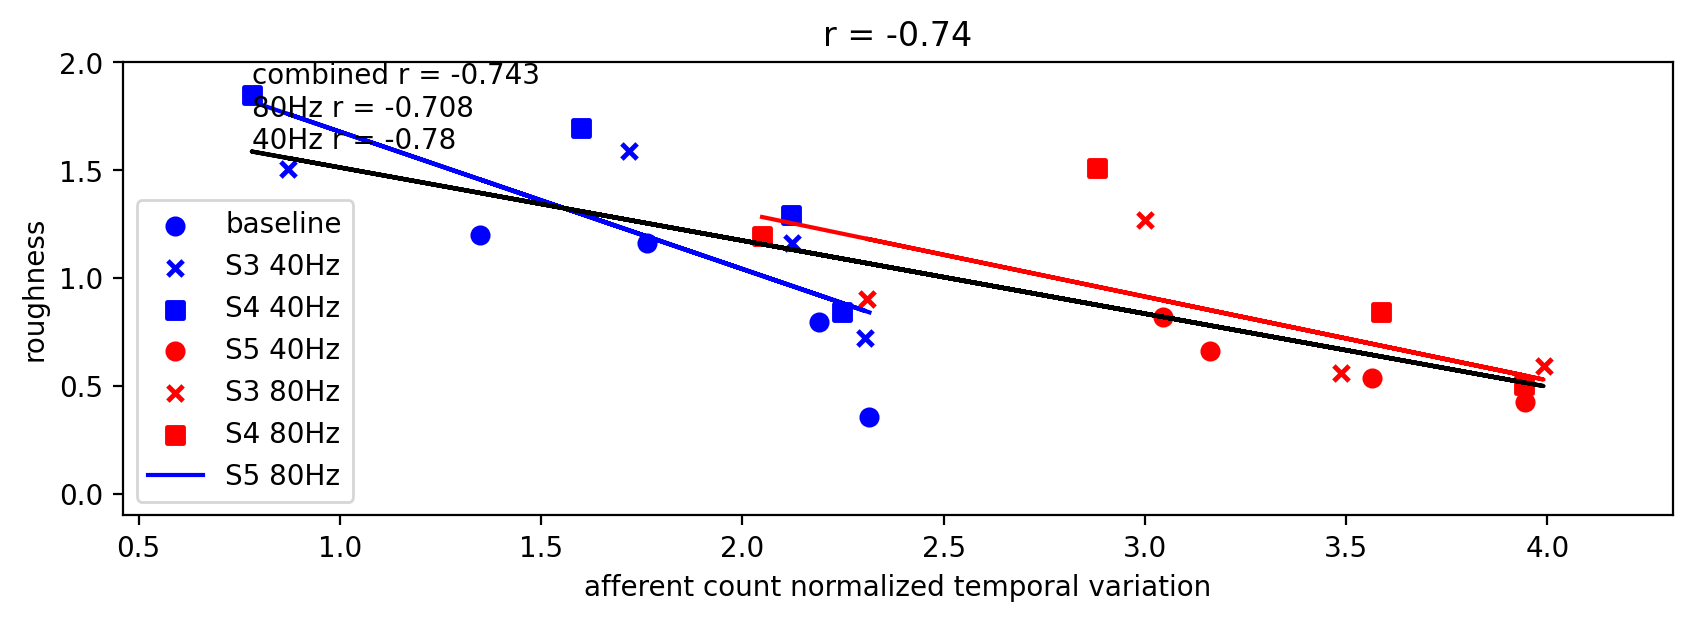 r = -0.74
combined r = -0.743
80Hz r = -0.708
40Hz r = -0.78
2.0
1.5
1.0
0.5
0.0
roughness
baseline
S3 40Hz
S4 40Hz
S5 40Hz
S3 80Hz
S4 80Hz
S5 80Hz
0.5 1.0 1.5 2.0 2.5 3.0 3.5 4.0
afferent count normalized temporal variation